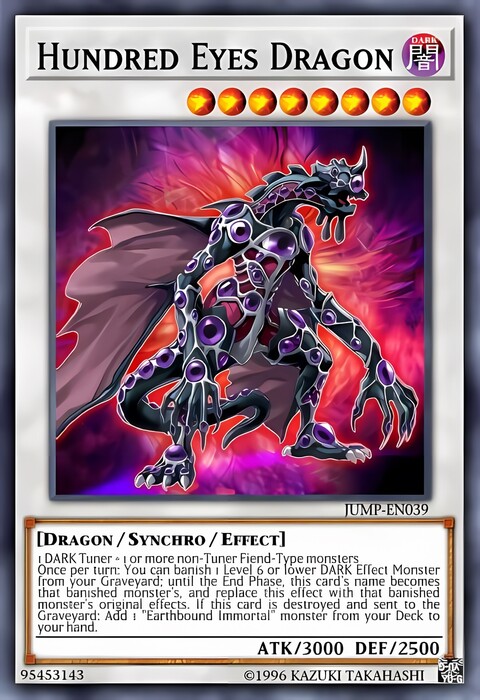 HUNDRED EYES DRAGON
DARK
闇
JUMP-EN039
[DRAGON / SYNCHRO / EFFECT]
1 DARK Tuner + 1 or more non-Tuner Fiend-Type monsters
Once per turn: You can banish 1 Level 6 or lower DARK Effect Monster
from your Graveyard; until the End Phase, this card's name becomes
that banished monster's, and replace this effect with that banished
monster's original effects. If this card is destroyed and sent to the
Graveyard: Add 1 "Earthbound Immortal" monster from your Deck to
your hand.
ATK/3000 DEF/2500
95453143
©1996 KAZUKI TAKAHASHI